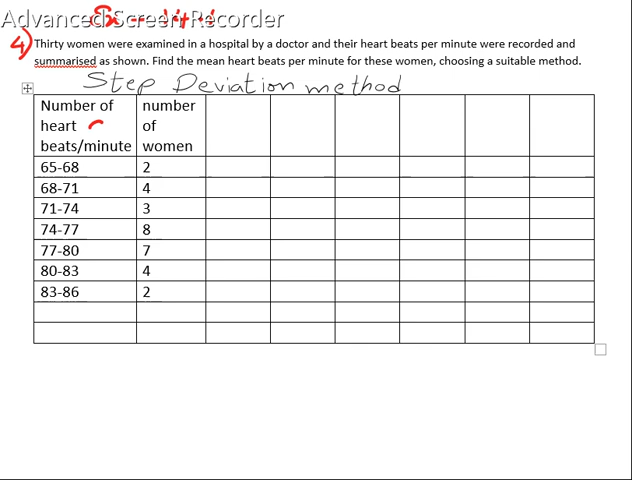 Advanced Screen Recorder
4) Thirty women were examined in a hospital by a doctor and their heart beats per minute were recorded and
summarised as shown. Find the mean heart beats per minute for these women, choosing a suitable method.
Step Deviation method
Number of heart beats/minute number of women
65-68 2
68-71 4
71-74 3
74-77 8
77-80 7
80-83 4
83-86 2